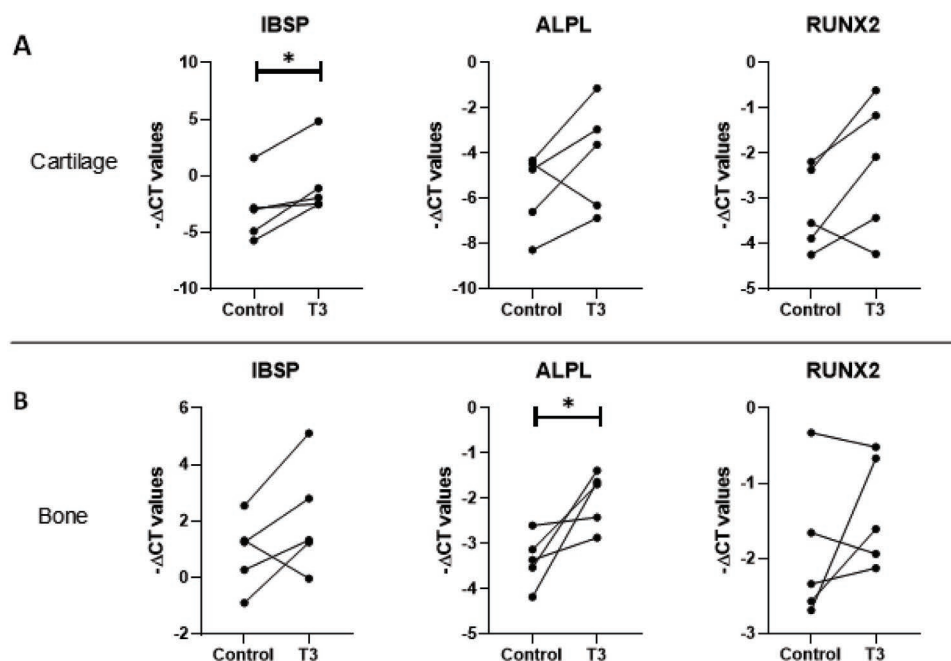 A
Cartilage
IBSP
-ΔCT values
10
5
0
-5
-10
*
Control T3
ALPL
-ΔCT values
0
-2
-4
-6
-8
-10
Control T3
RUNX2
-ΔCT values
0
-1
-2
-3
-4
-5
Control T3
B
Bone
IBSP
-ΔCT values
6
4
2
0
-2
Control T3
ALPL
-ΔCT values
0
-1
-2
-3
-4
-5
*
Control T3
RUNX2
-ΔCT values
0
-1
-2
-3
Control T3